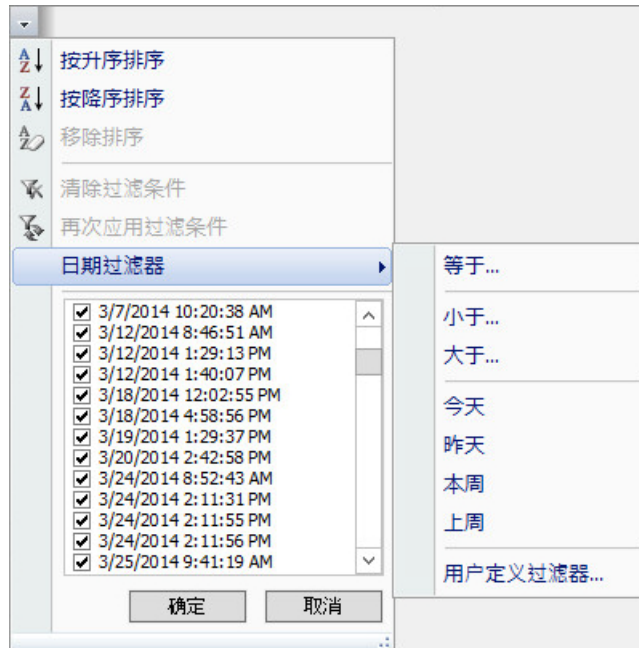 按升序排序
按降序排序
移除排序
清除过滤条件
再次应用过滤条件
日期过滤器
3/7/2014 10:20:38 AM
3/12/2014 8:46:51 AM
3/12/2014 1:29:13 PM
3/12/2014 1:40:07 PM
3/18/2014 12:02:55 PM
3/18/2014 4:58:56 PM
3/19/2014 1:29:37 PM
3/20/2014 2:42:58 PM
3/24/2014 8:52:43 AM
3/24/2014 2:11:31 PM
3/24/2014 2:11:55 PM
3/24/2014 2:11:56 PM
3/25/2014 9:41:19 AM
确定 取消
等于...
小于...
大于...
今天
昨天
本周
上周
用户定义过滤器...